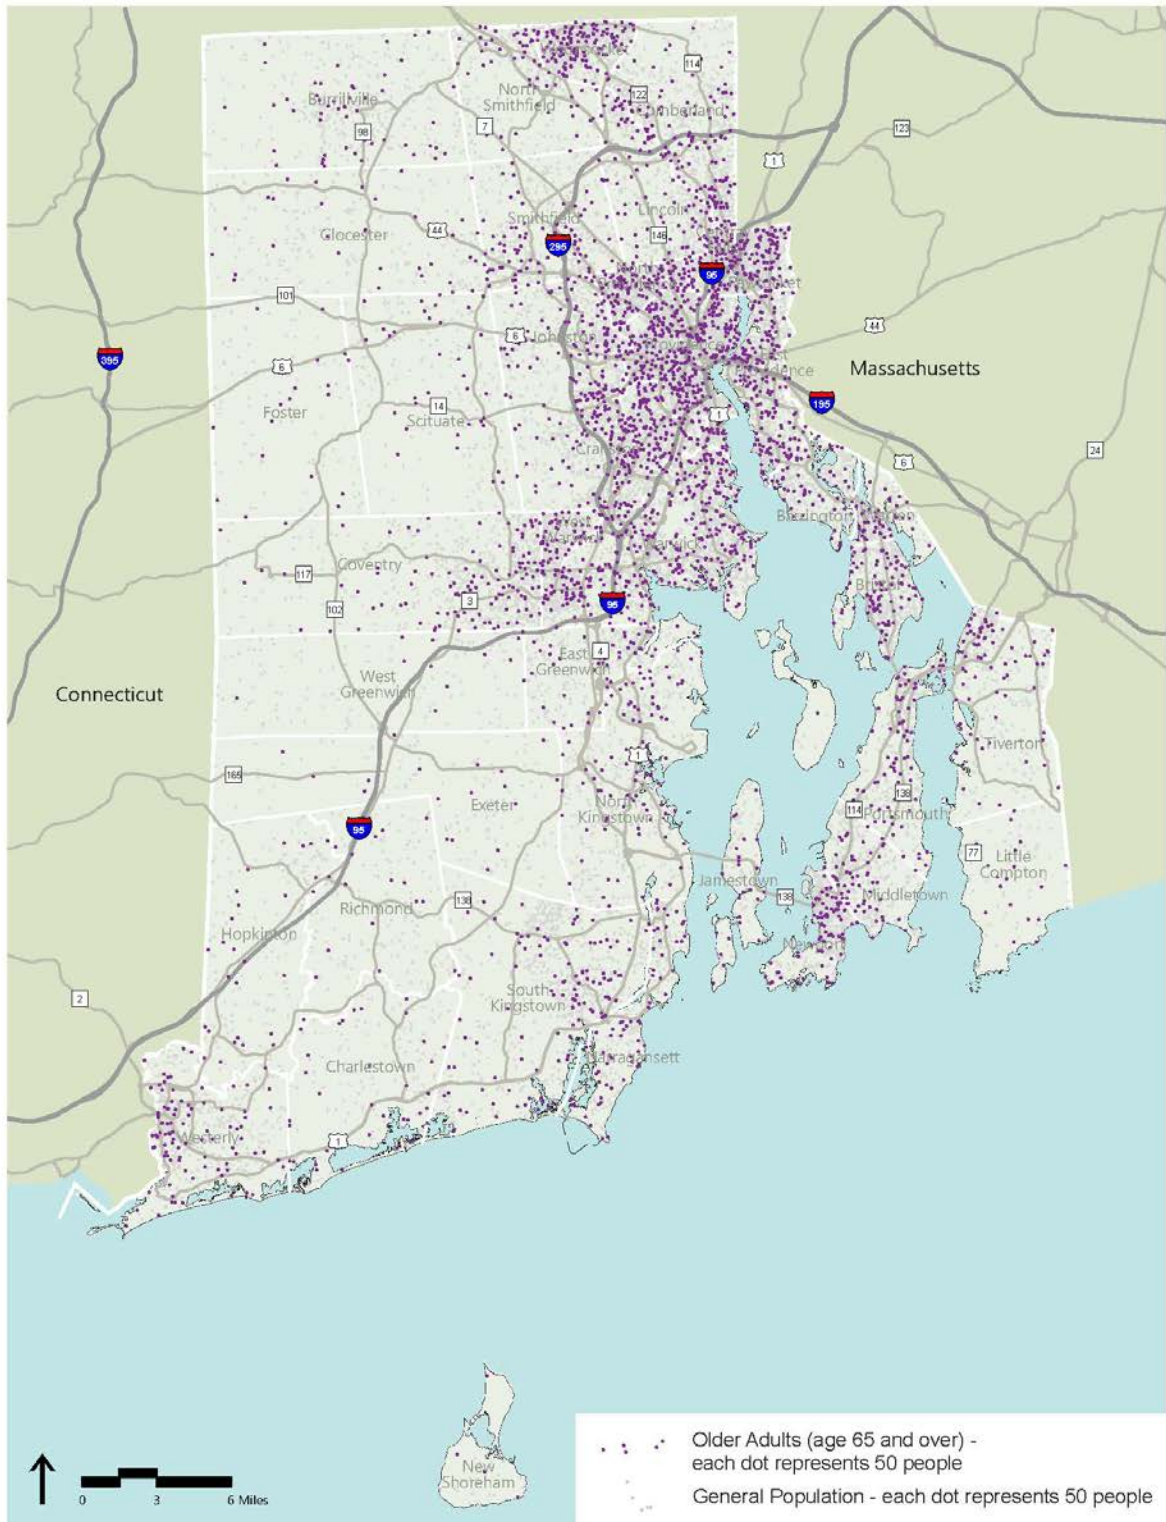 114
122
Cumberland
Burrillville
98
North
Smithfield
7
123
1
Smithfield
Lincoln
146
Glocester
44
295
95
101
6
6
Johnston
44
Providence
395
East
Providence
Massachusetts
Foster
14
Scituate
1
195
24
Cranston
6
Barrington
West
Warwick
Warwick
Coventry
117
3
102
Bristol
95
4
East
Greenwich
West
Greenwich
Connecticut
1
Tiverton
165
Exeter
North
Kingstown
138
114
Portsmouth
95
77
Little
Compton
Jamestown
138
Middletown
Richmond
138
Hopkinton
Newport
2
South
Kingstown
Narragansett
Charlestown
Westerly
1
New
Shoreham
0 3 6 Miles
Older Adults (age 65 and over) -
each dot represents 50 people
General Population - each dot represents 50 people